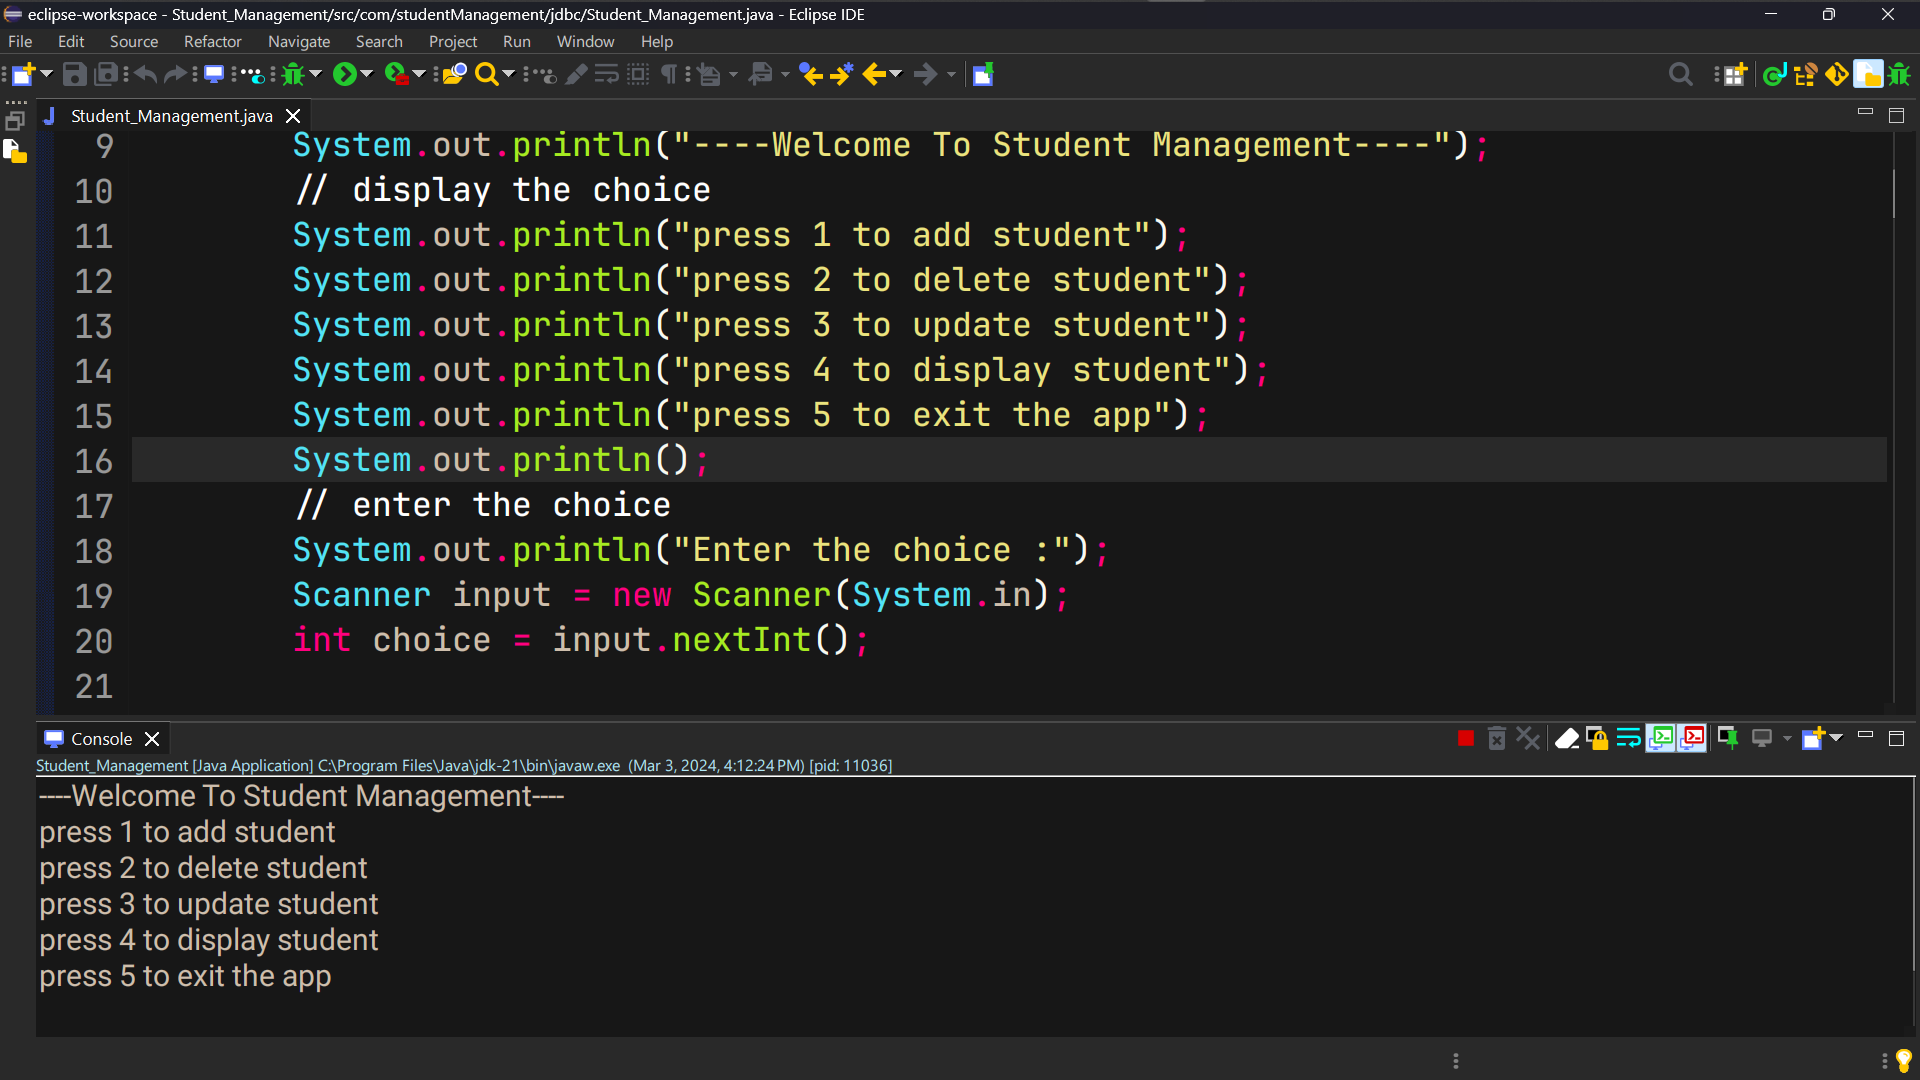 eclipse-workspace - Student_Management/src/com/studentManagement/jdbc/Student_Management.java - Eclipse IDE
File Edit Source Refactor Navigate Search Project Run Window Help
Student_Management.java
9 System.out.println("----Welcome To Student Management----");
10 // display the choice
11 System.out.println("press 1 to add student");
12 System.out.println("press 2 to delete student");
13 System.out.println("press 3 to update student");
14 System.out.println("press 4 to display student");
15 System.out.println("press 5 to exit the app");
16 System.out.println();
17 // enter the choice
18 System.out.println("Enter the choice :");
19 Scanner input = new Scanner(System.in);
20 int choice = input.nextInt();
21
Console
Student_Management [Java Application] C:\Program Files\Java\jdk-21\bin\javaw.exe (Mar 3, 2024, 4:12:24 PM) [pid: 11036]
----Welcome To Student Management----
press 1 to add student
press 2 to delete student
press 3 to update student
press 4 to display student
press 5 to exit the app